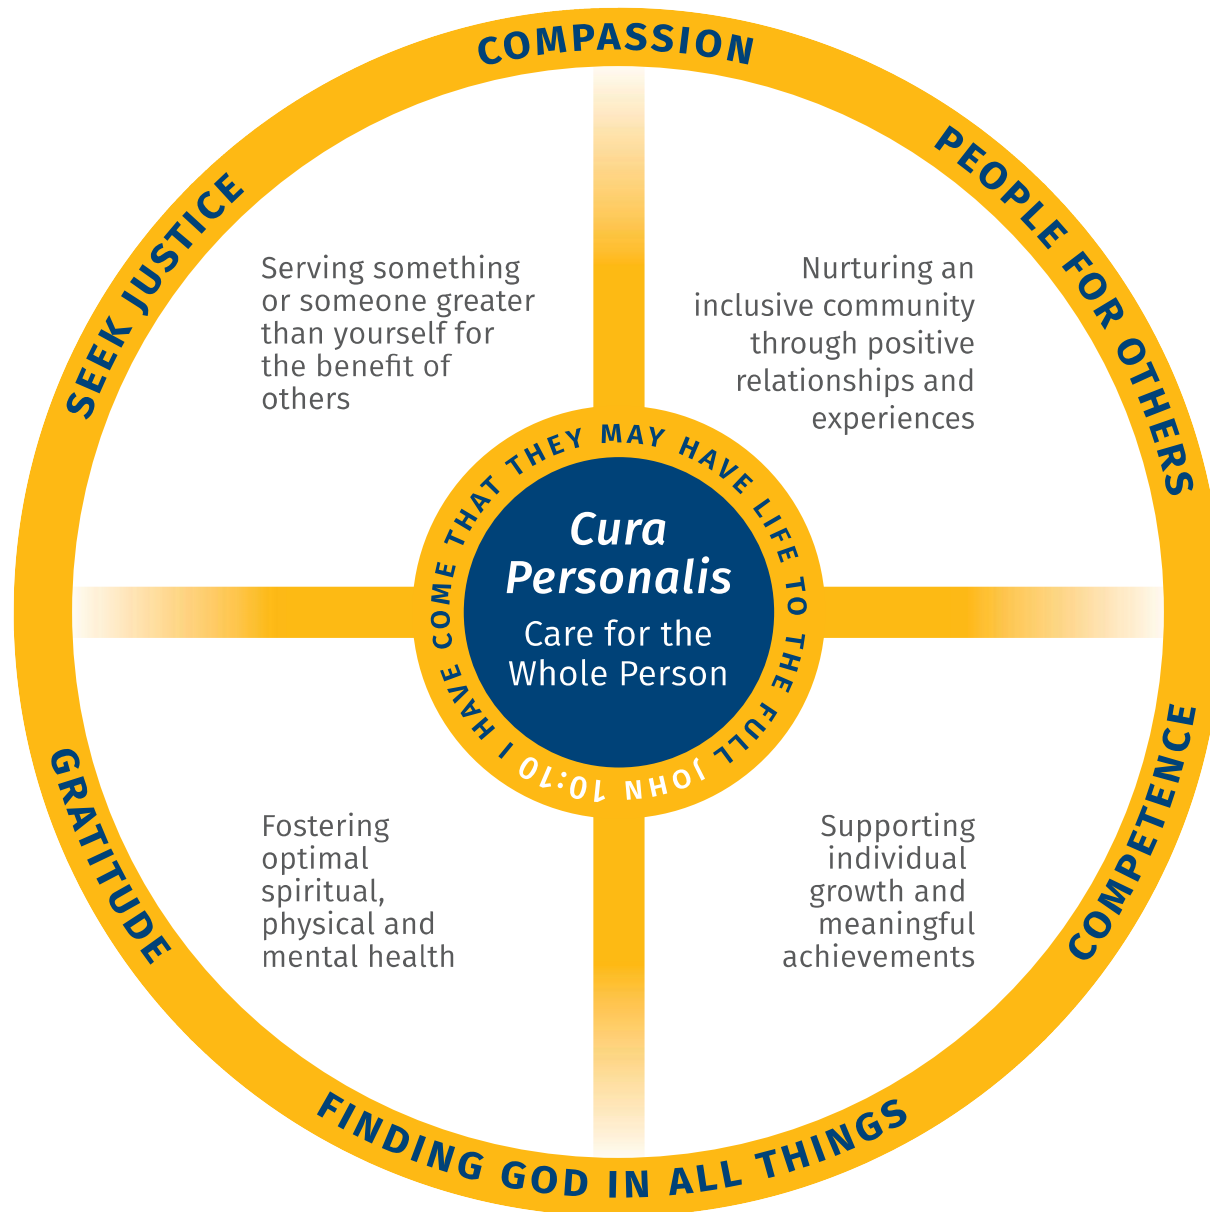 COMPASSION
PEOPLE FOR OTHERS
COMPETENCE
FINDING GOD IN ALL THINGS
GRATITUDE
SEEK JUSTICE
Serving something
or someone greater
than yourself for
the benefit of
others
Nurturing an
inclusive community
through positive
relationships and
experiences
I HAVE COME THAT THEY MAY HAVE LIFE TO THE FULL JOHN 10:10
Cura
Personalis
Care for the
Whole Person
Fostering
optimal
spiritual,
physical and
mental health
Supporting
individual
growth and
meaningful
achievements